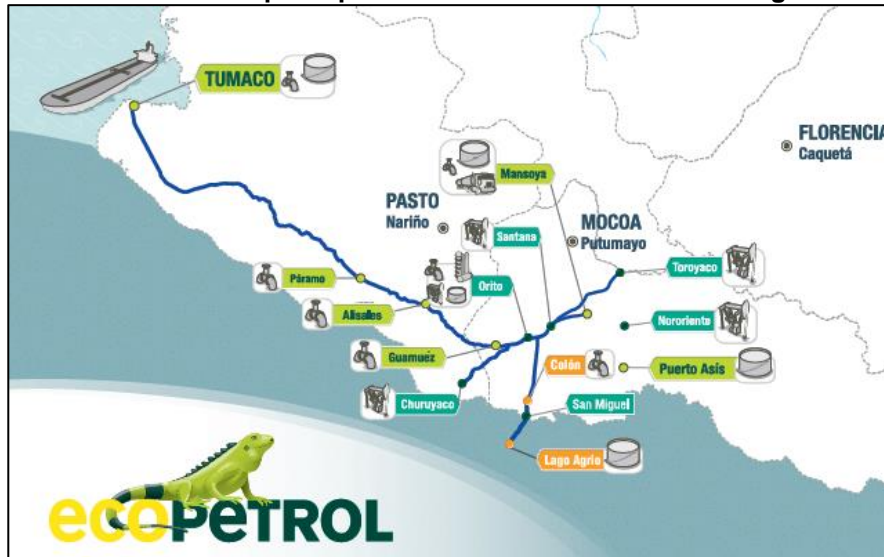 TUMACO
FLORENCIA
Caquetá
Mansoya
PASTO
Nariño
MOCOA
Putumayo
Santana
Toroyaco
Páramo
Orito
Alisales
Nororiente
Guamuéz
Colón
Puerto Asís
Churuyaco
San Miguel
Lago Agrio
ecopetrol